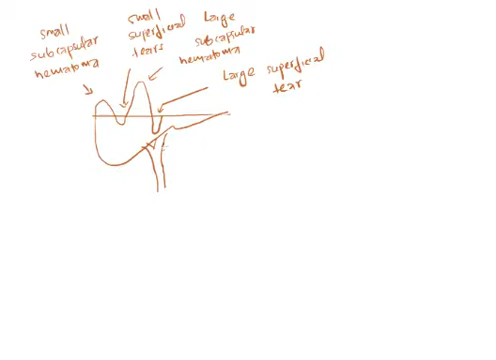 small
subcapsular
hematoma
small
superficial
tears
large
subcapsular
hematoma
large superficial
tear